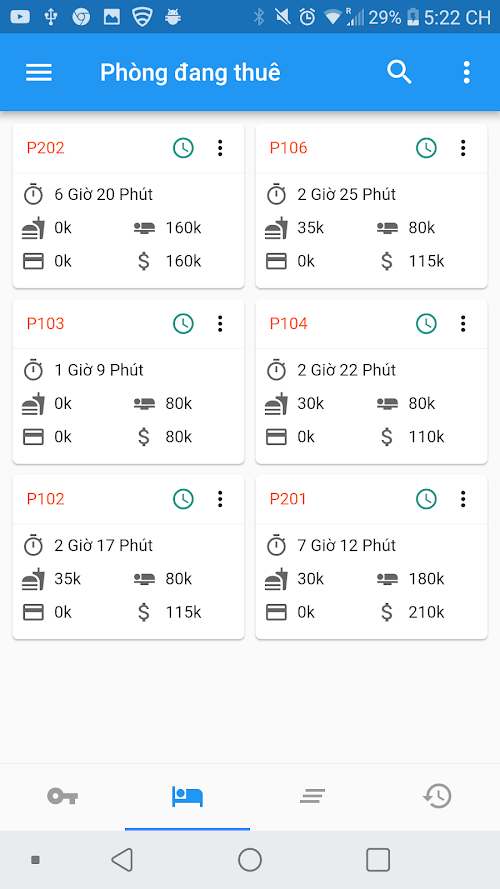 29% 5:22 CH
Phòng đang thuê
P202
6 Giờ 20 Phút
0k 160k
0k $ 160k
P106
2 Giờ 25 Phút
35k 80k
0k $ 115k
P103
1 Giờ 9 Phút
0k 80k
0k $ 80k
P104
2 Giờ 22 Phút
30k 80k
0k $ 110k
P102
2 Giờ 17 Phút
35k 80k
0k $ 115k
P201
7 Giờ 12 Phút
30k 180k
0k $ 210k